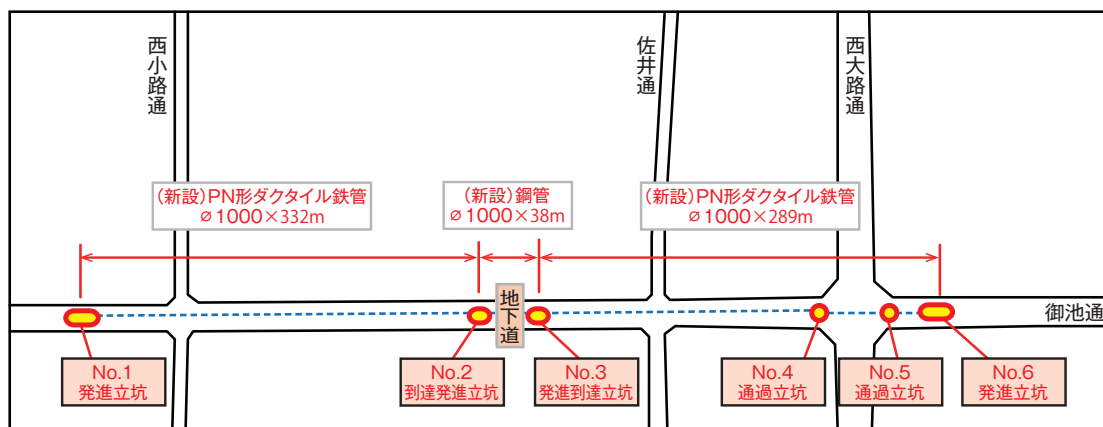 西小路通
佐井通
西大路通
(新設)PN形ダクタイル鉄管
⌀1000×332m
(新設)鋼管
⌀1000×38m
(新設)PN形ダクタイル鉄管
⌀1000×289m
地下道
御池通
No.1
発進立坑
No.2
到達発進立坑
No.3
発進到達立坑
No.4
通過立坑
No.5
通過立坑
No.6
発進立坑